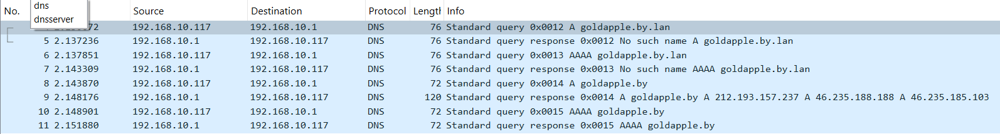 dns
dnsserver
No. Source Destination Protocol Length Info
192.168.10.117 192.168.10.1 DNS 76 Standard query 0x0012 A goldapple.by.lan
5 2.137236 192.168.10.1 192.168.10.117 DNS 76 Standard query response 0x0012 No such name A goldapple.by.lan
6 2.137851 192.168.10.117 192.168.10.1 DNS 76 Standard query 0x0013 AAAA goldapple.by.lan
7 2.143309 192.168.10.1 192.168.10.117 DNS 76 Standard query response 0x0013 No such name AAAA goldapple.by.lan
8 2.143870 192.168.10.117 192.168.10.1 DNS 72 Standard query 0x0014 A goldapple.by
9 2.148176 192.168.10.1 192.168.10.117 DNS 120 Standard query response 0x0014 A goldapple.by A 212.193.157.237 A 46.235.188.188 A 46.235.185.103
10 2.148901 192.168.10.117 192.168.10.1 DNS 72 Standard query 0x0015 AAAA goldapple.by
11 2.151880 192.168.10.1 192.168.10.117 DNS 72 Standard query response 0x0015 AAAA goldapple.by